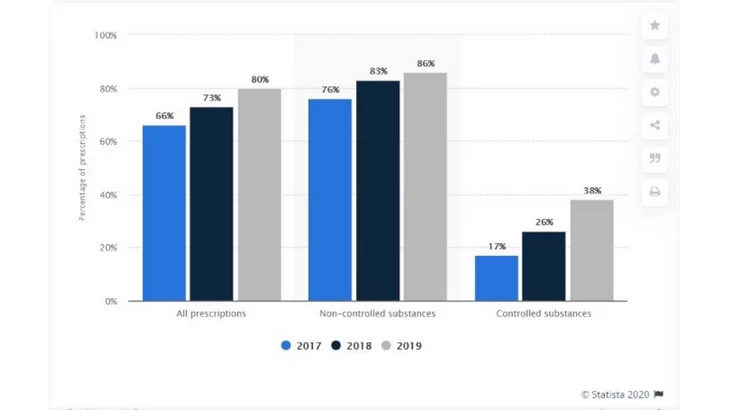 100%
80%
60%
40%
20%
0%
Percentage of prescriptions
66%
73%
80%
76%
83%
86%
17%
26%
38%
All prescriptions
Non-controlled substances
Controlled substances
2017 2018 2019
© Statista 2020